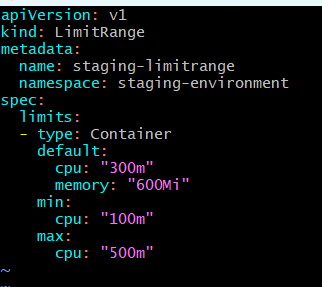 apiVersion: v1
kind: LimitRange
metadata:
  name: staging-limitrange
  namespace: staging-environment
spec:
  limits:
  - type: Container
    default:
      cpu: "300m"
      memory: "600Mi"
    min:
      cpu: "100m"
    max:
      cpu: "500m"
~
~